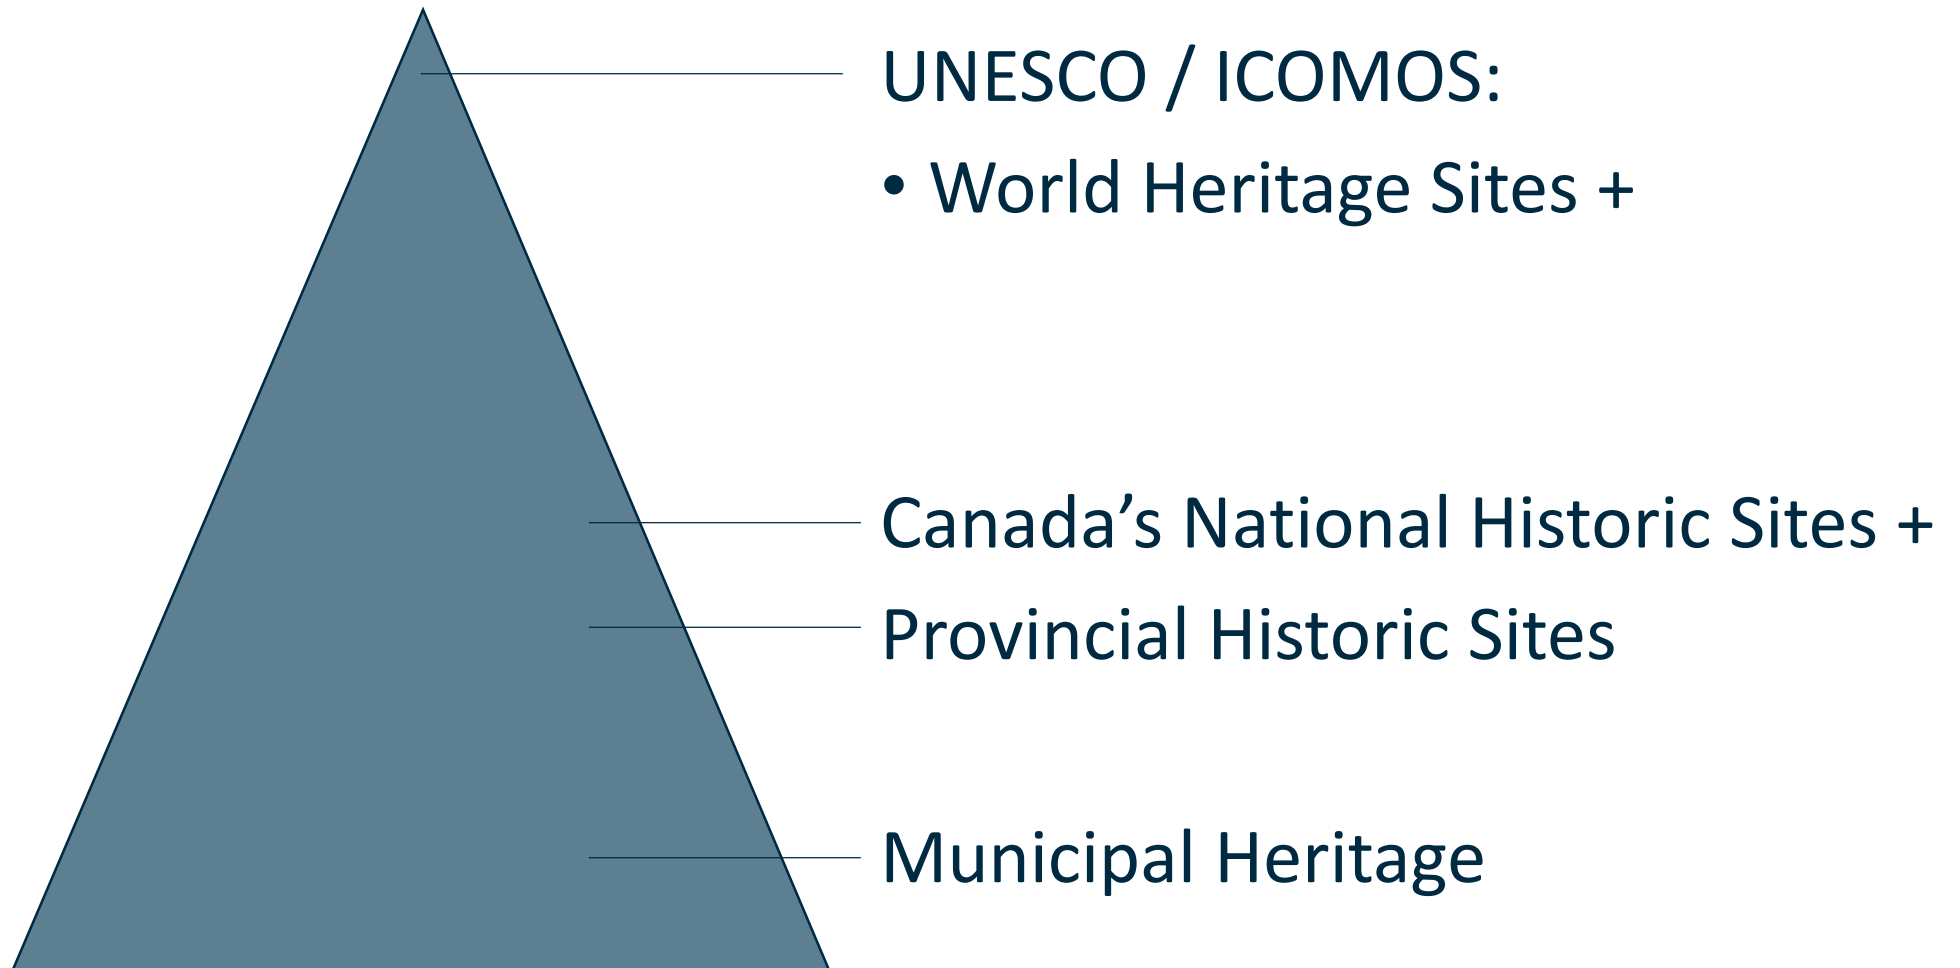 UNESCO / ICOMOS:
• World Heritage Sites +
Canada’s National Historic Sites +
Provincial Historic Sites
Municipal Heritage